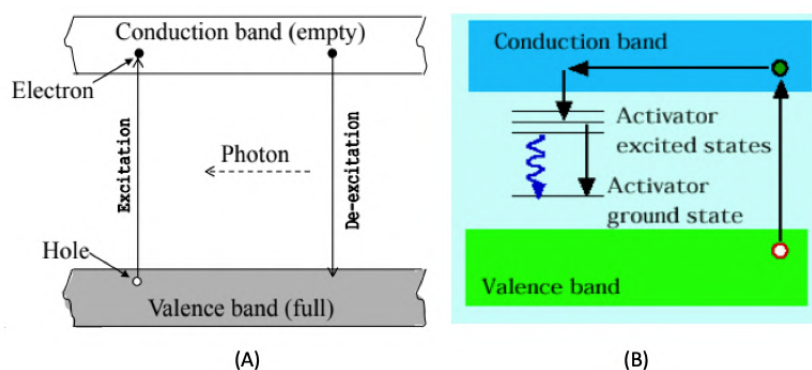 Conduction band (empty)
Electron
Excitation
Photon
De-excitation
Hole
Valence band (full)
(A)
Conduction band
Activator
excited states
Activator
ground state
Valence band
(B)